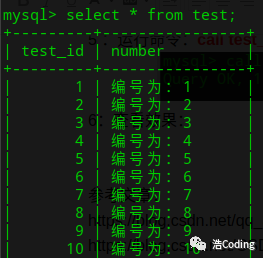 mysql> select * from test;
+---------+----------------+
| test_id | number |
+---------+----------------+
| 1 | 编号为：1 |
| 2 | 编号为：2 |
| 3 | 编号为：3 |
| 4 | 编号为：4 |
| 5 | 编号为：5 |
| 6 | 编号为：6 |
| 7 | 编号为：7 |
| 8 | 编号为：8 |
| 9 | 编号为：9 |
| 10 | 编号为：10 |
浩Coding